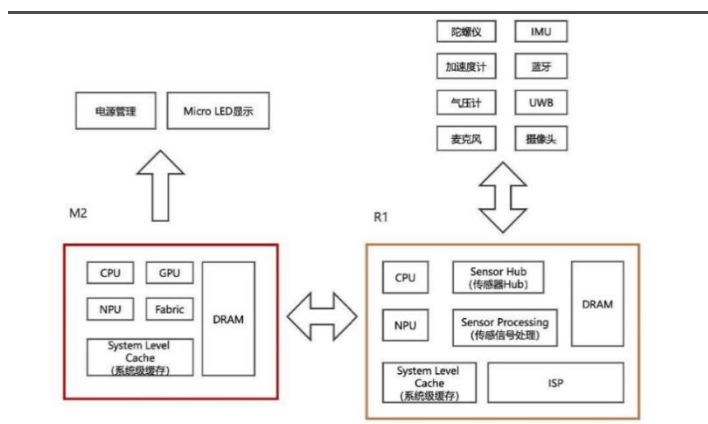 陀螺仪
IMU
加速度计
蓝牙
气压计
UWB
麦克风
摄像头
电源管理
Micro LED显示
M2
R1
CPU
GPU
NPU
Fabric
DRAM
System Level
Cache
(系统级缓存)
CPU
Sensor Hub
(传感器Hub)
NPU
Sensor Processing
(传感信号处理)
DRAM
System Level
Cache
(系统级缓存)
ISP